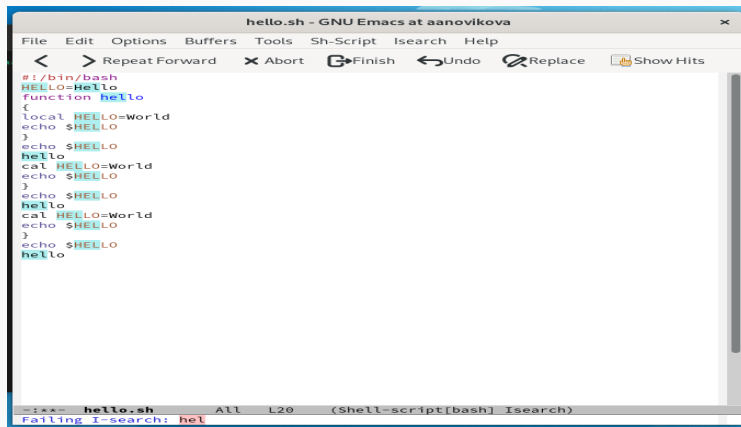 hello.sh - GNU Emacs at aanovikova
File Edit Options Buffers Tools Sh-Script Isearch Help
Repeat Forward Abort Finish Undo Replace Show Hits
#!/bin/bash
HELLO=Hello
function hello
{
local HELLO=World
echo $HELLO
}
echo $HELLO
hello
cal HELLO=World
echo $HELLO
}
echo $HELLO
hello
cal HELLO=World
echo $HELLO
}
echo $HELLO
hello
-:**- hello.sh All L20 (Shell-script[bash] Isearch)
Failing I-search: hel